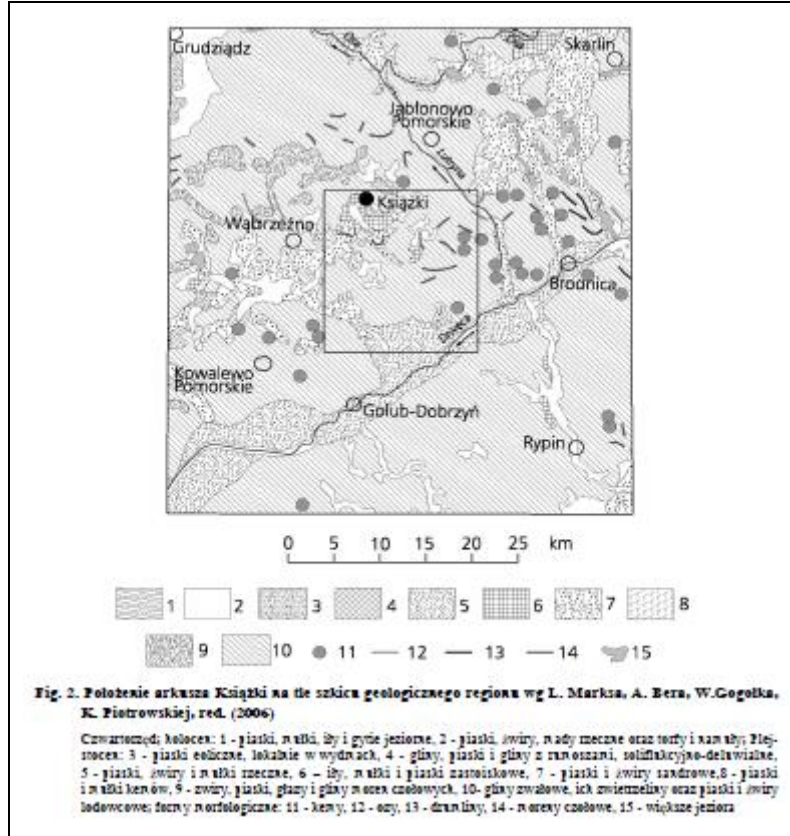 Grudziądz
Osa
Skarlin
Jabłonowo
Pomorskie
Lutryna
Książki
Wąbrzeźno
Brodnica
Drwęca
Kowalewo
Pomorskie
Golub-Dobrzyń
Rypin
0 5 10 15 20 25 km
1 2 3 4 5 6 7 8
9 10 11 12 13 14 15
Fig. 2. Położenie arkusza Książki na tle szkicu geologicznego regionu wg L. Marksa, A. Bera, W.Gogołka,
K. Piotrowskiej, red. (2006)
Czwartorzęd; holocen: 1 - piaski, mułki, iły i gytie jeziorne, 2 - piaski, żwiry, mady rzeczne oraz torfy i namuły; Plej-
stocen: 3 - piaski eoliczne, lokalnie w wydmach, 4 - gliny, piaski i gliny z rumoszami, soliflukcyjno-deluwialne,
5 - piaski, żwiry i mułki rzeczne, 6 – iły, mułki i piaski zastoiskowe, 7 - piaski i żwiry sandrowe,8 - piaski
i mułki kemów, 9 - żwiry, piaski, głazy i gliny moren czołowych, 10- gliny zwałowe, ich zwietrzeliny oraz piaski i żwiry
lodowcowe; formy morfologiczne: 11 - kemy, 12 - ozy, 13 - drumliny, 14 - moreny czołowe, 15 - większe jeziora